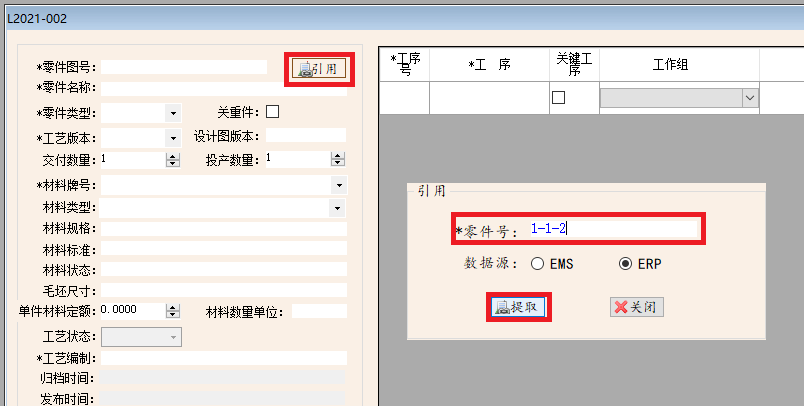 L2021-002
*零件图号：
引用
*零件名称：
*零件类型：
关重件：
*工艺版本：
设计图版本：
交付数量：1
投产数量：1
*材料牌号：
材料类型：
材料规格：
材料标准：
材料状态：
毛坯尺寸：
单件材料定额：0.0000
材料数量单位：
工艺状态：
*工艺编制：
归档时间：
发布时间：
*工序号
*工 序
关键工序
工作组
引用
*零件号：1-1-2
数据源：
EMS
ERP
提取
关闭